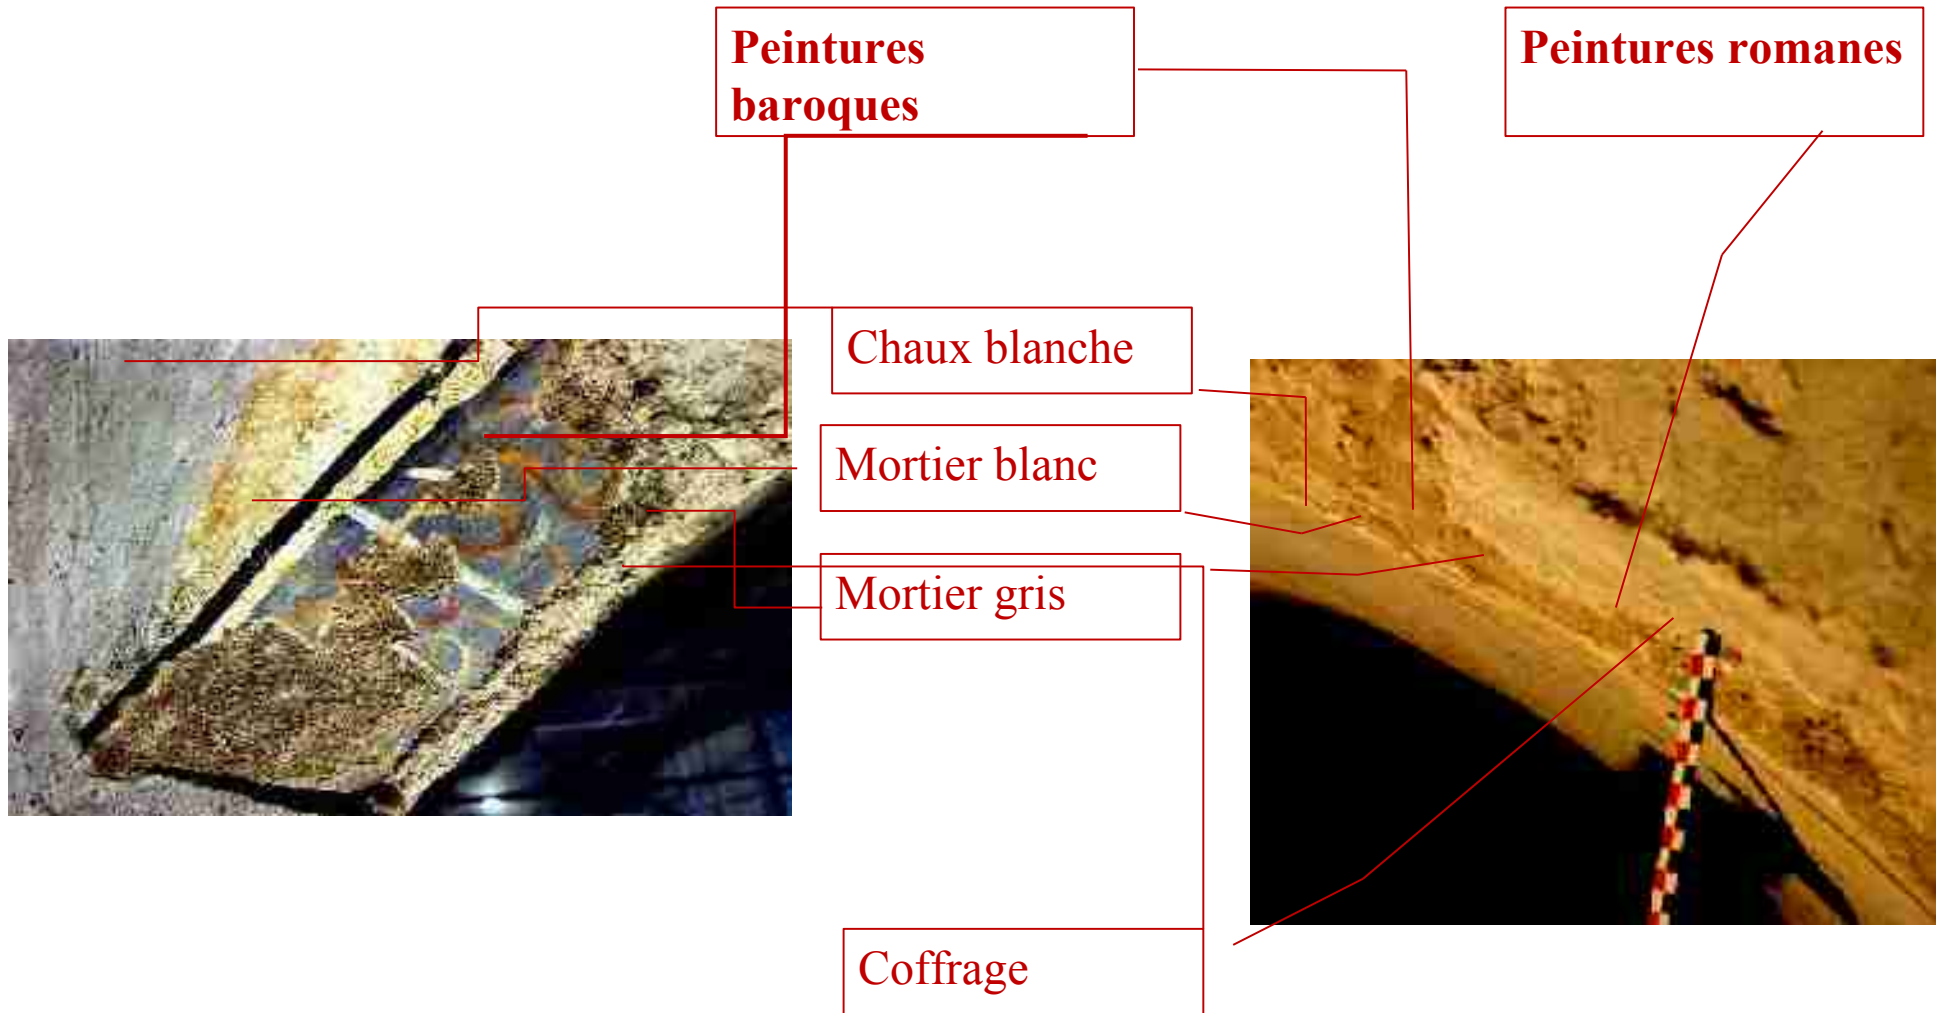 Peintures
baroques
Peintures romanes
Chaux blanche
Mortier blanc
Mortier gris
Coffrage